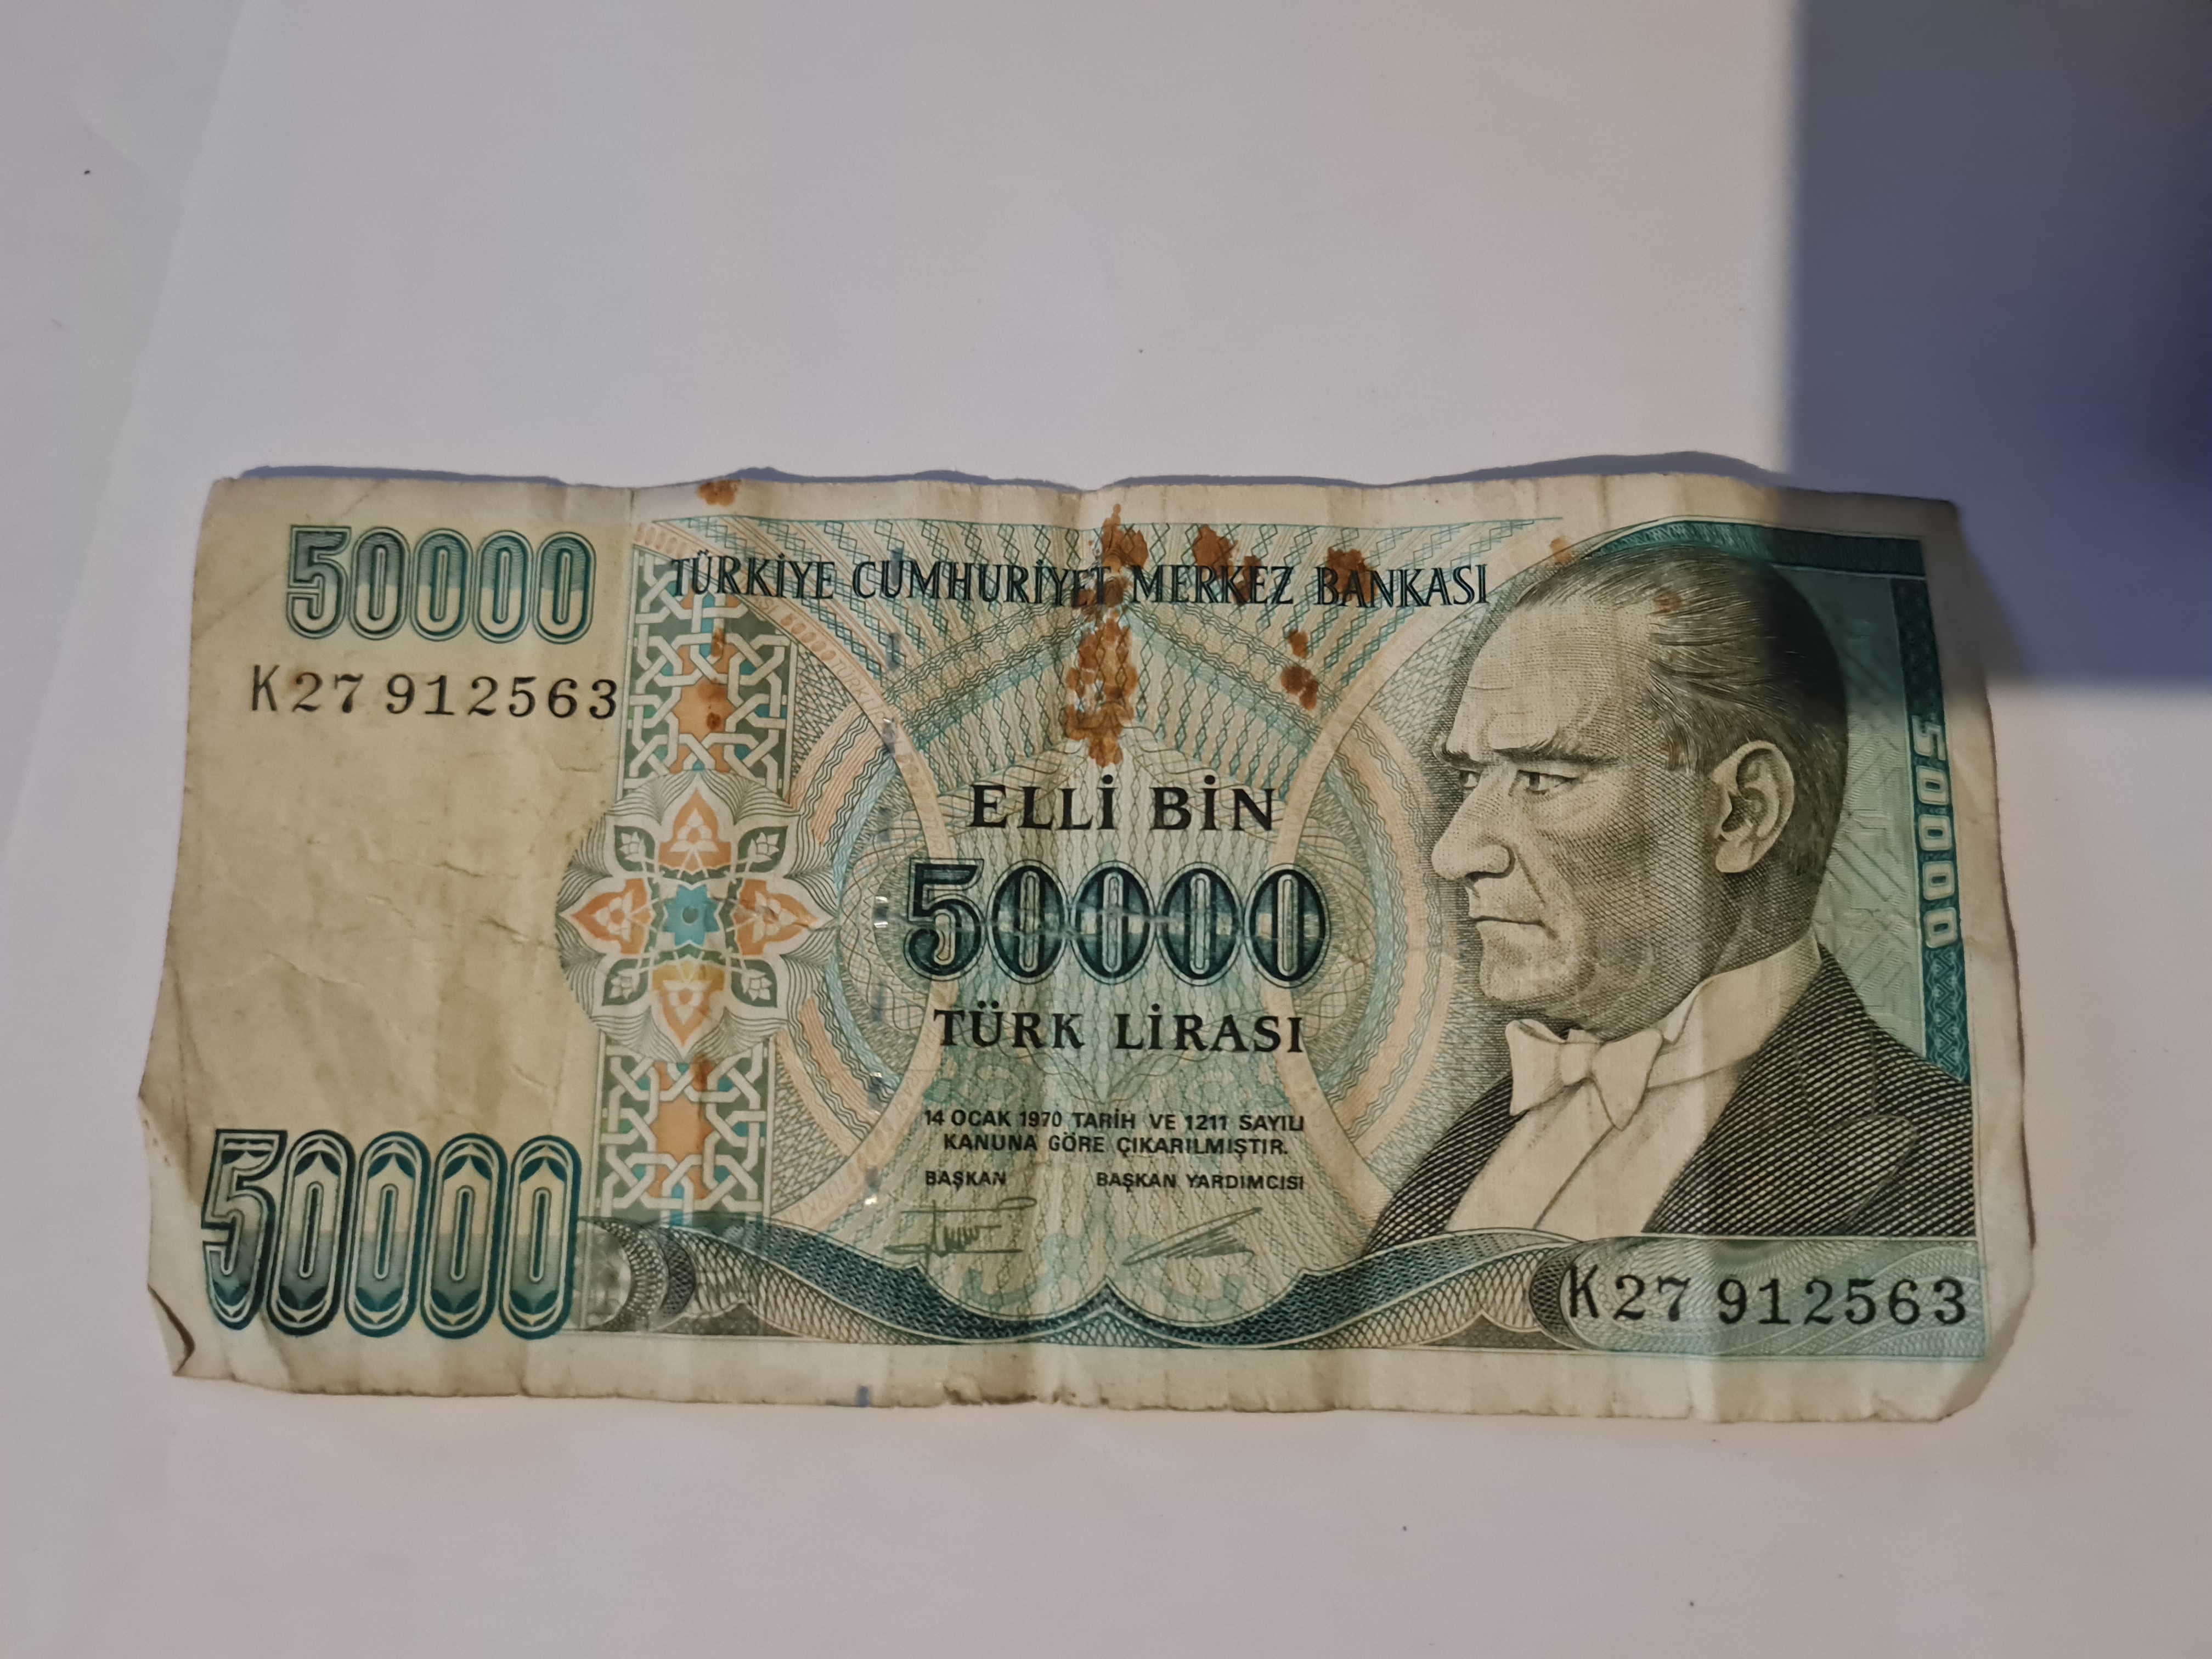 50000
TÜRKİYE CUMHURİYET MERKEZ BANKASI
K27 912563
ELLİ BİN
50000
TÜRK LİRASI
50000
14 OCAK 1970 TARİH VE 1211 SAYILI
KANUNA GÖRE ÇIKARILMIŞTIR.
BAŞKAN BAŞKAN YARDIMCISI
50000
K27 912563